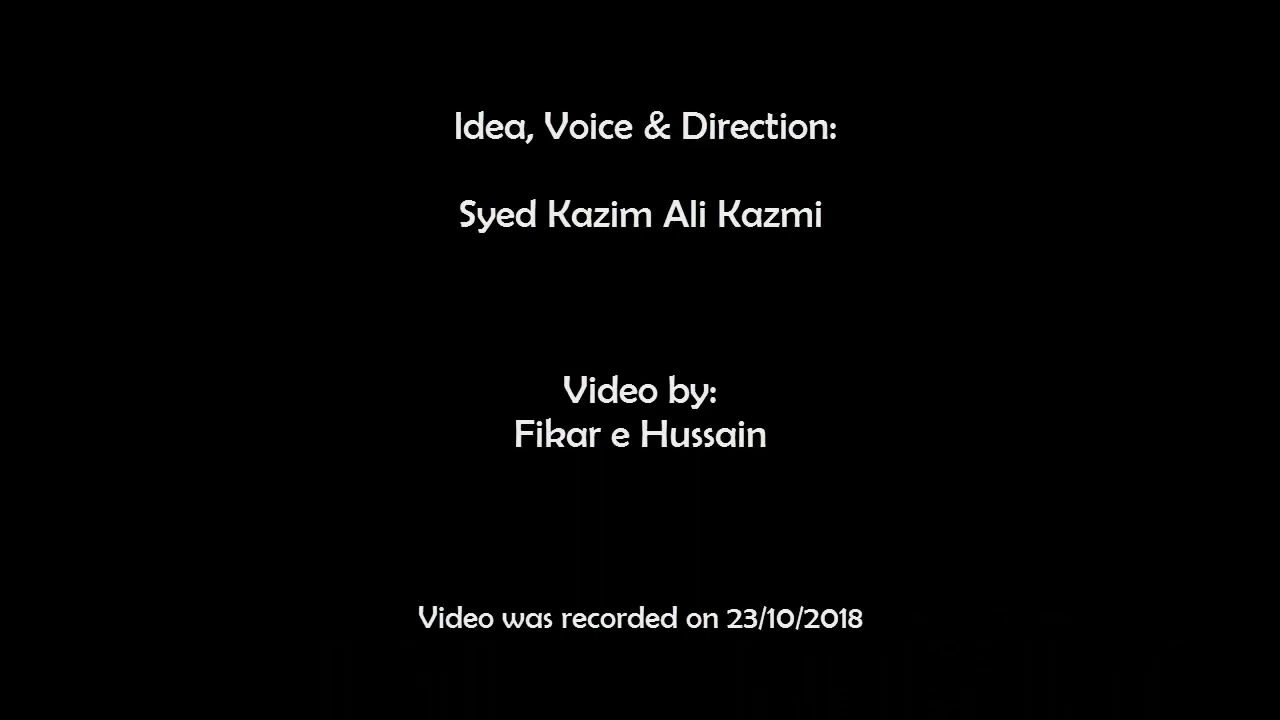 Idea, Voice & Direction:
Syed Kazim Ali Kazmi
Video by:
Fikar e Hussain
Video was recorded on 23/10/2018